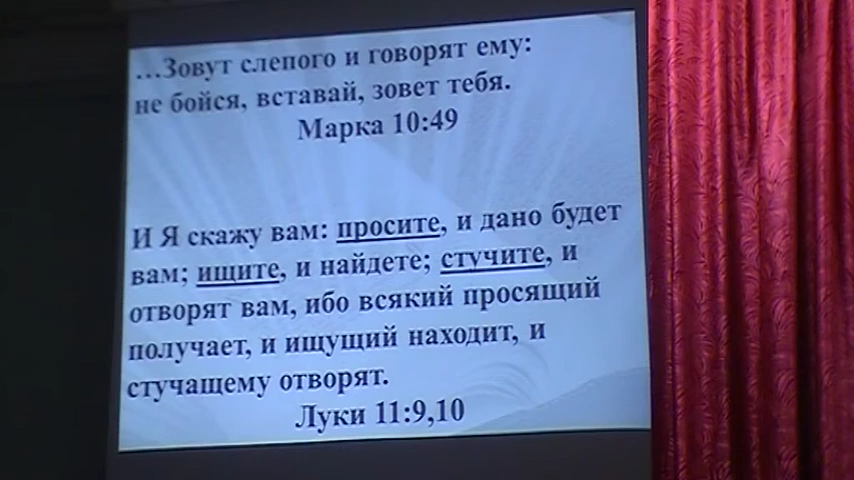 ...Зовут слепого и говорят ему:
не бойся, вставай, зовет тебя.
Марка 10:49
И Я скажу вам: просите, и дано будет
вам; ищите, и найдете; стучите, и
отворят вам, ибо всякий просящий
получает, и ищущий находит, и
стучащему отворят.
Луки 11:9,10